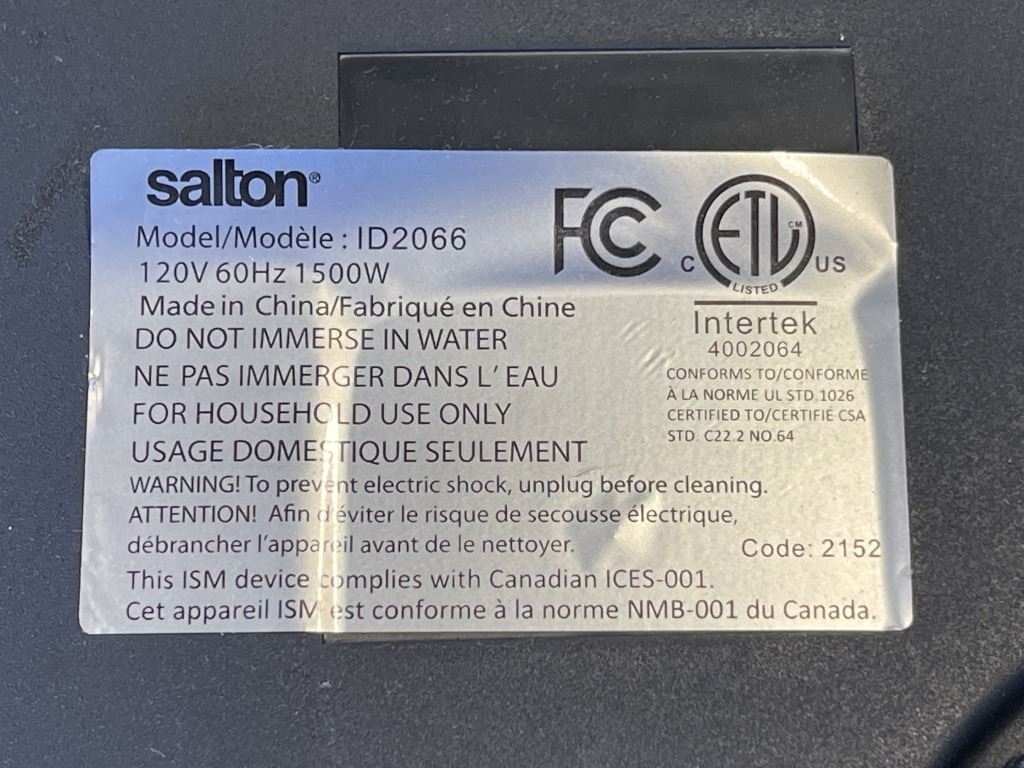 salton®
Model/Modèle : ID2066
120V 60Hz 1500W
Made in China/Fabriqué en Chine
DO NOT IMMERSE IN WATER
NE PAS IMMERGER DANS L' EAU
FOR HOUSEHOLD USE ONLY
USAGE DOMESTIQUE SEULEMENT
WARNING! To prevent electric shock, unplug before cleaning.
ATTENTION! Afin d'éviter le risque de secousse électrique,
débrancher l'appareil avant de le nettoyer.
This ISM device complies with Canadian ICES-001.
Cet appareil ISM est conforme à la norme NMB-001 du Canada.
FC
C ETL CM US
LISTED
Intertek
4002064
CONFORMS TO/CONFORME
À LA NORME UL STD.1026
CERTIFIED TO/CERTIFIÉ CSA
STD. C22.2 NO.64
Code: 2152